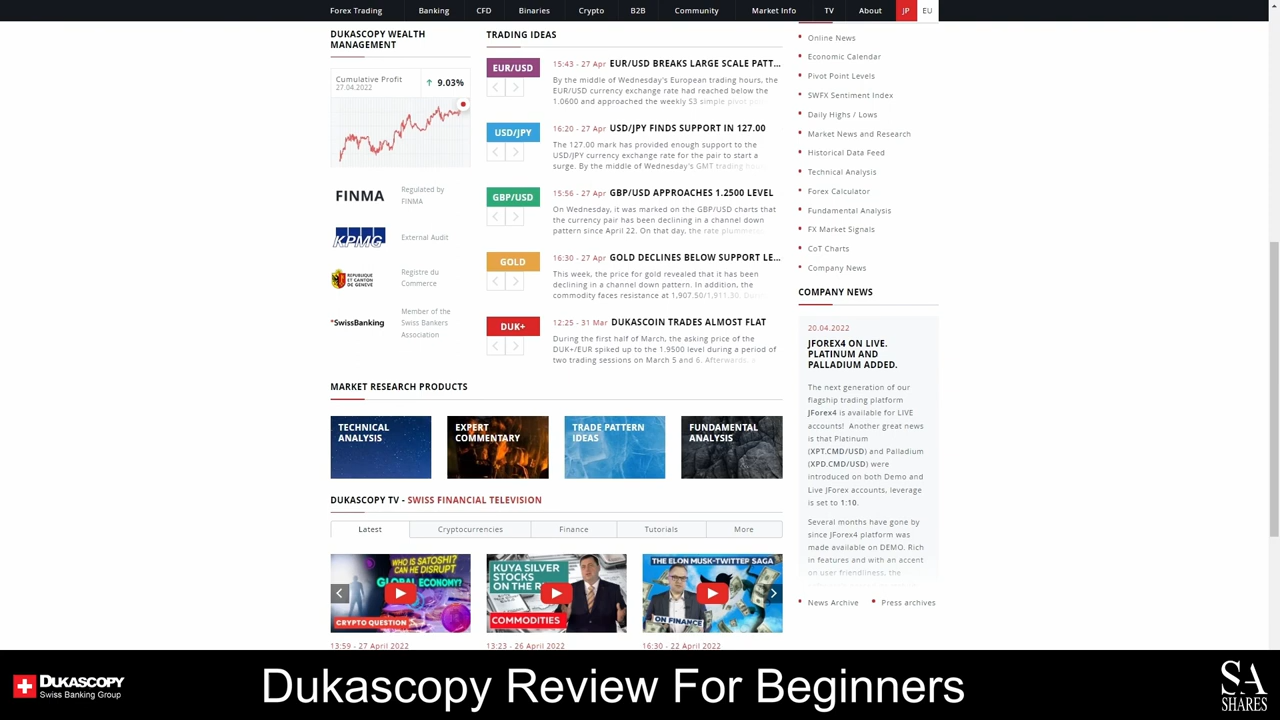 Forex Trading Banking CFD Binaries Crypto B2B Community Market Info TV About JP EU
DUKASCOPY WEALTH
MANAGEMENT
Cumulative Profit
27.04.2022
9.03%
FINMA
Regulated by
FINMA
KPMG
External Audit
REPUBLIQUE
ET CANTON
DE GENEVE
Registre du
Commerce
SwissBanking
Member of the
Swiss Bankers
Association
TRADING IDEAS
EUR/USD
15:43 - 27 Apr EUR/USD BREAKS LARGE SCALE PATT...
By the middle of Wednesday's European trading hours, the
EUR/USD currency exchange rate had reached below the
1.0600 and approached the weekly S3 simple pivot
USD/JPY
16:20 - 27 Apr USD/JPY FINDS SUPPORT IN 127.00
The 127.00 mark has provided enough support to the
USD/JPY currency exchange rate for the pair to start a
surge. By the middle of Wednesday's GMT trading
GBP/USD
15:56 - 27 Apr GBP/USD APPROACHES 1.2500 LEVEL
On Wednesday, it was marked on the GBP/USD charts that
the currency pair has been declining in a channel down
pattern since April 22. On that day, the rate
GOLD
16:30 - 27 Apr GOLD DECLINES BELOW SUPPORT LE...
This week, the price for gold revealed that it has been
declining in a channel down pattern. In addition, the
commodity faces resistance at 1,907.50/1,911.30.
DUK+
12:25 - 31 Mar DUKASCOIN TRADES ALMOST FLAT
During the first half of March, the asking price of the
DUK+/EUR spiked up to the 1.9500 level during a period of
two trading sessions on March 5 and 6. Afterwards,
MARKET RESEARCH PRODUCTS
TECHNICAL
ANALYSIS
EXPERT
COMMENTARY
TRADE PATTERN
IDEAS
FUNDAMENTAL
ANALYSIS
DUKASCOPY TV - SWISS FINANCIAL TELEVISION
Latest Cryptocurrencies Finance Tutorials More
WHO IS SATOSHI?
CAN HE DISRUPT
GLOBAL ECONOMY?
CRYPTO QUESTION
KUYA SILVER
STOCKS
ON THE
COMMODITIES
THE ELON MUSK-TWITTER SAGA
ON FINANCE
13:59 - 27 April 2022
13:23 - 26 April 2022
16:30 - 22 April 2022
Online News
Economic Calendar
Pivot Point Levels
SWFX Sentiment Index
Daily Highs / Lows
Market News and Research
Historical Data Feed
Technical Analysis
Forex Calculator
Fundamental Analysis
FX Market Signals
CoT Charts
Company News
COMPANY NEWS
20.04.2022
JFOREX4 ON LIVE.
PLATINUM AND
PALLADIUM ADDED.
The next generation of our
flagship trading platform
JForex4 is available for LIVE
accounts! Another great news
is that Platinum
(XPT.CMD/USD) and Palladium
(XPD.CMD/USD) were
introduced on both Demo and
Live JForex accounts, leverage
is set to 1:10.
Several months have gone by
since JForex4 platform was
made available on DEMO. Rich
in features and with an accent
on user friendliness, the
News Archive Press archives
DUKASCOPY
Swiss Banking Group
Dukascopy Review For Beginners
SA
SHARES